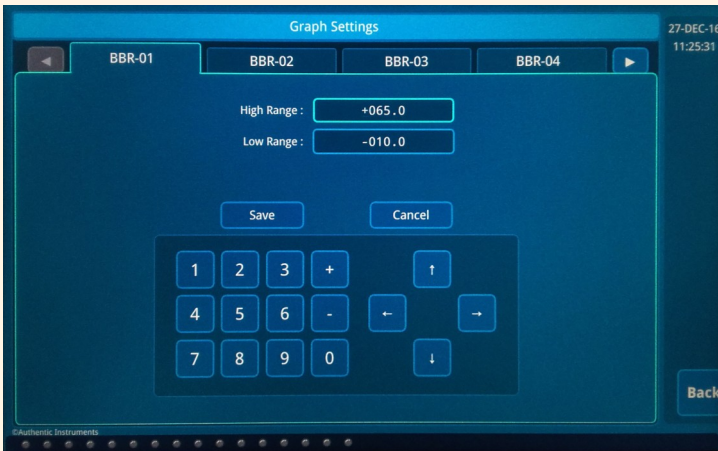 Graph Settings
27-DEC-16
11:25:31
◄ BBR-01 BBR-02 BBR-03 BBR-04 ►
High Range : +065.0
Low Range : -010.0
Save Cancel
1 2 3 + ↑
4 5 6 - ← →
7 8 9 0 ↓
Back
©Authentic Instruments